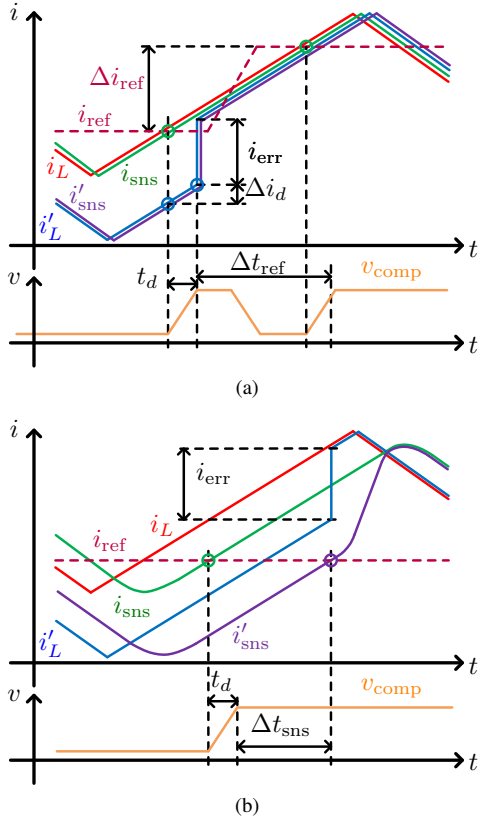 i
Δi_ref
i_ref
i_L
i_sns
i'_sns
i'_L
i_err
Δi_d
t
v
t_d
Δt_ref
v_comp
t
(a)
i
i_err
i_L
i_ref
i_sns
i'_L
i'_sns
t
v
t_d
v_comp
Δt_sns
t
(b)